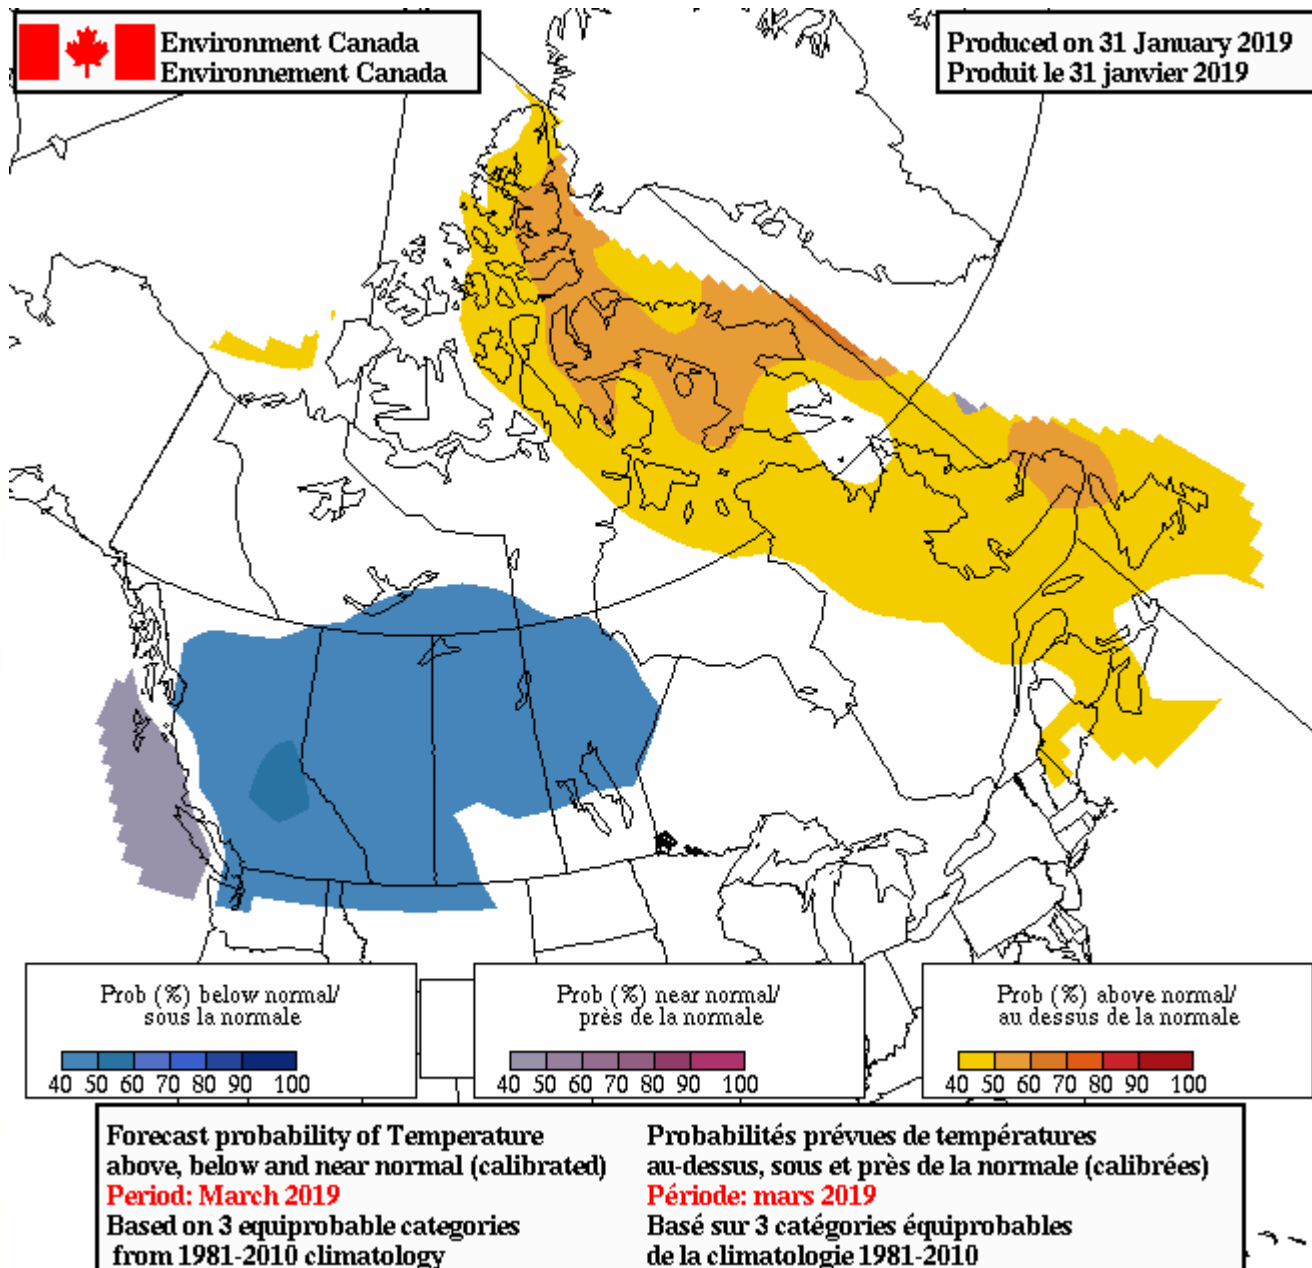 Environment Canada
Environnement Canada
Produced on 31 January 2019
Produit le 31 janvier 2019
Prob (%) below normal/
sous la normale
40 50 60 70 80 90 100
Prob (%) near normal/
près de la normale
40 50 60 70 80 90 100
Prob (%) above normal/
au dessus de la normale
40 50 60 70 80 90 100
Forecast probability of Temperature
above, below and near normal (calibrated)
Period: March 2019
Based on 3 equiprobable categories
from 1981-2010 climatology
Probabilités prévues de températures
au-dessus, sous et près de la normale (calibrées)
Période: mars 2019
Basé sur 3 catégories équiprobables
de la climatologie 1981-2010